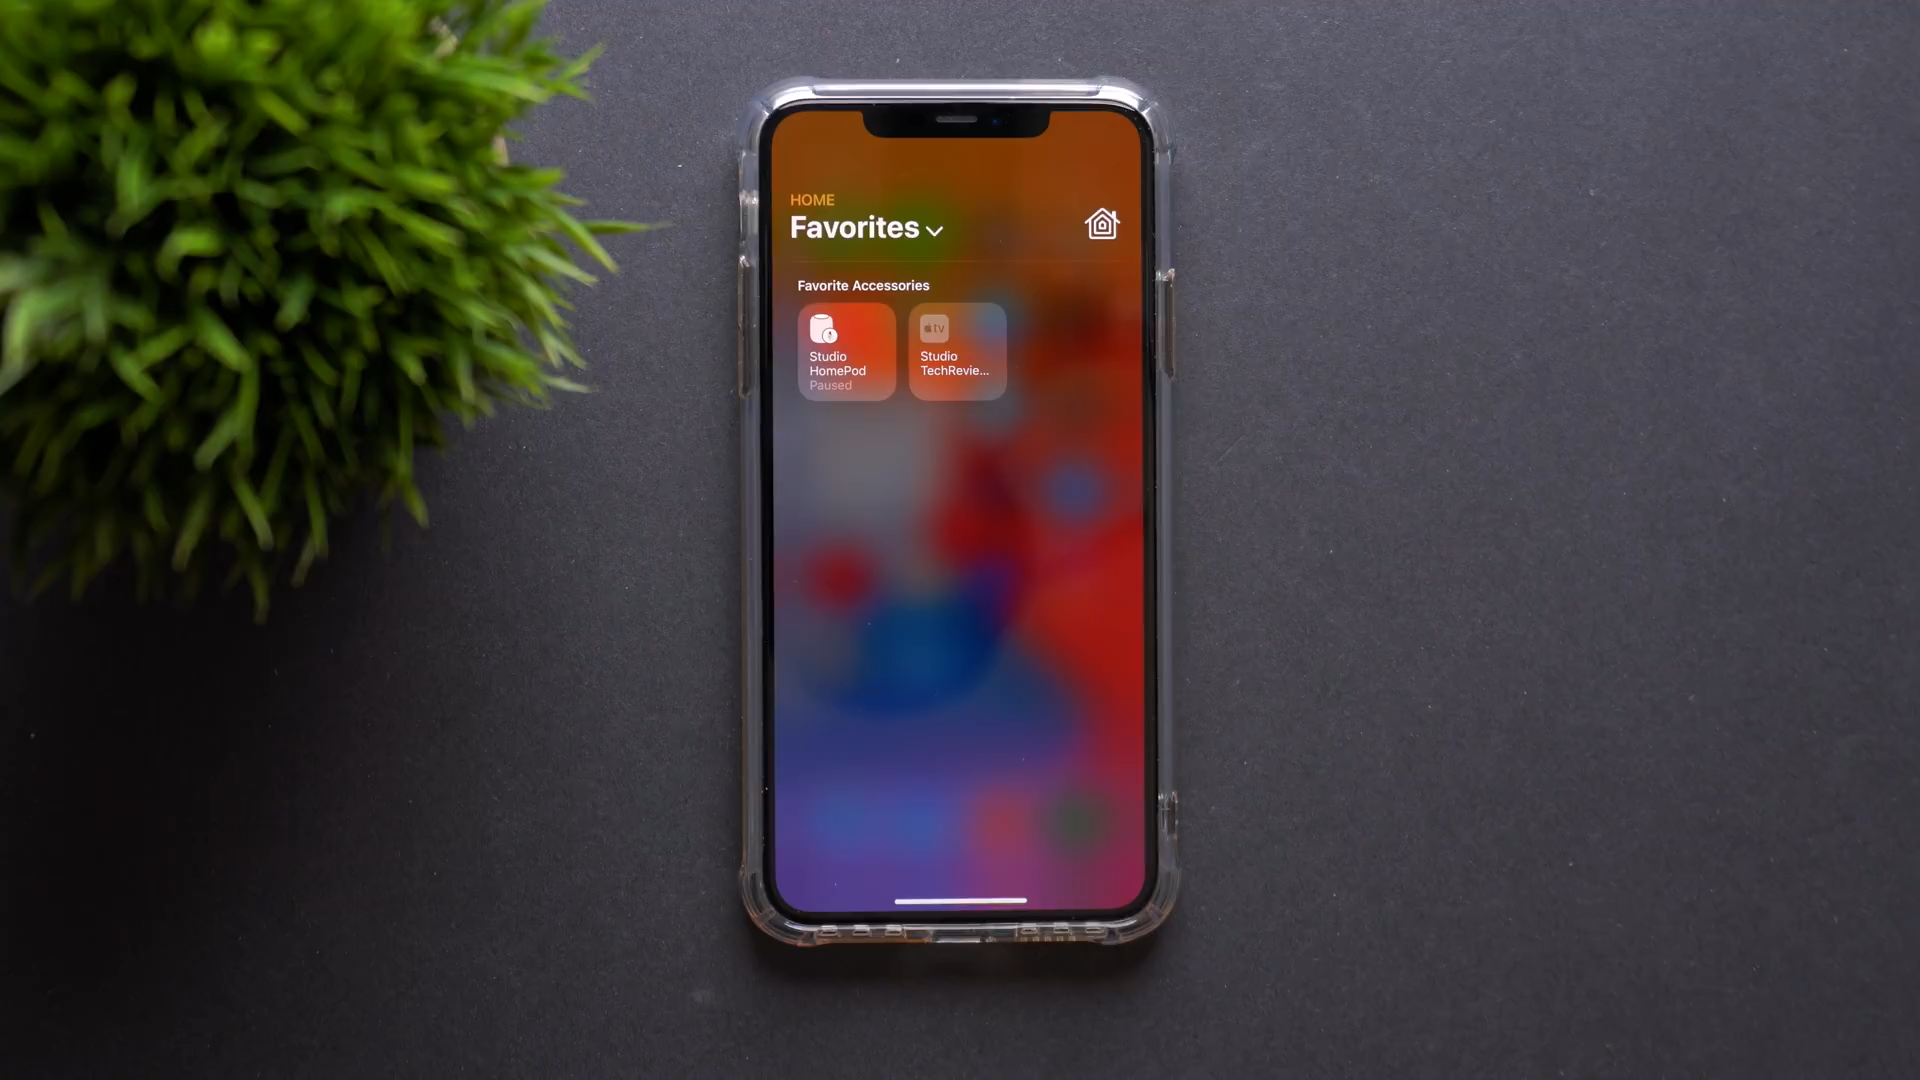 HOME
Favorites
Favorite Accessories
Studio
HomePod
Paused
tv
Studio
TechRevie...